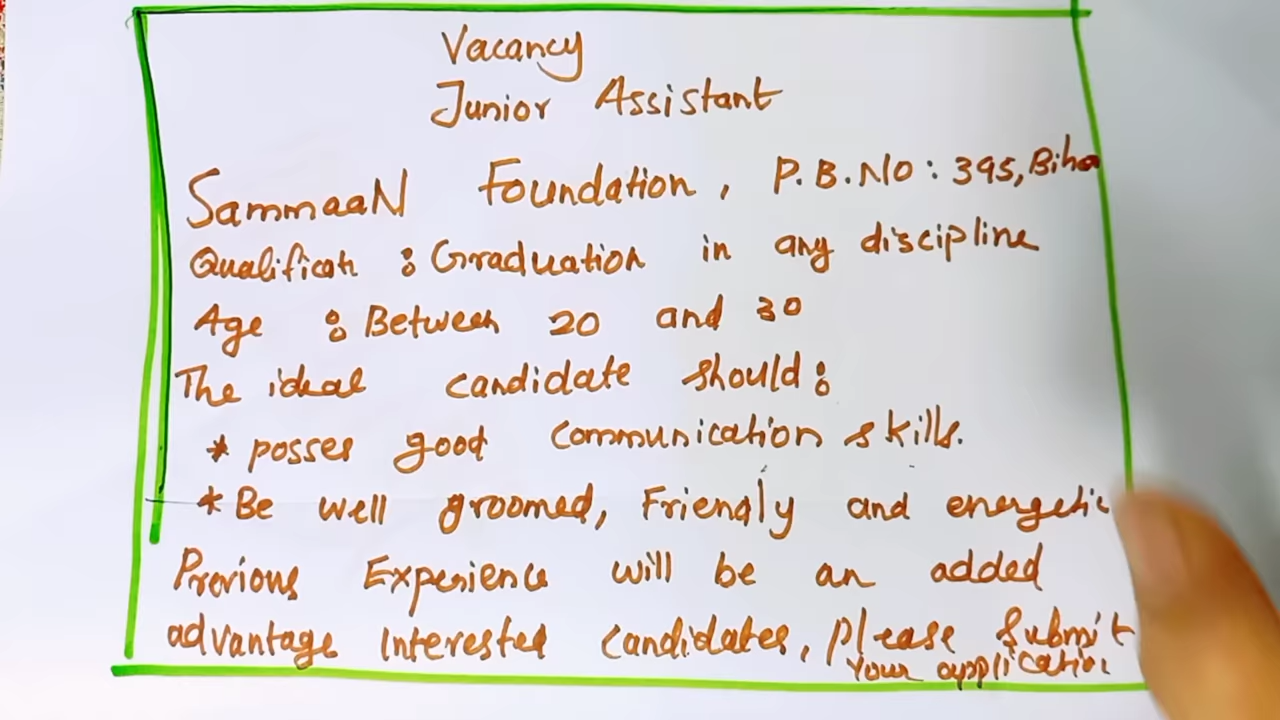 Vacancy
Junior Assistant
SammaaN Foundation, P.B.No: 395, Biha
Qualificatn : Graduation in any discipline
Age : Between 20 and 30
The ideal candidate should:
* posses good communication skills.
* Be well groomed, Friendly and energetic
Previous Experience will be an added
advantage Interested candidates, please submit
your application